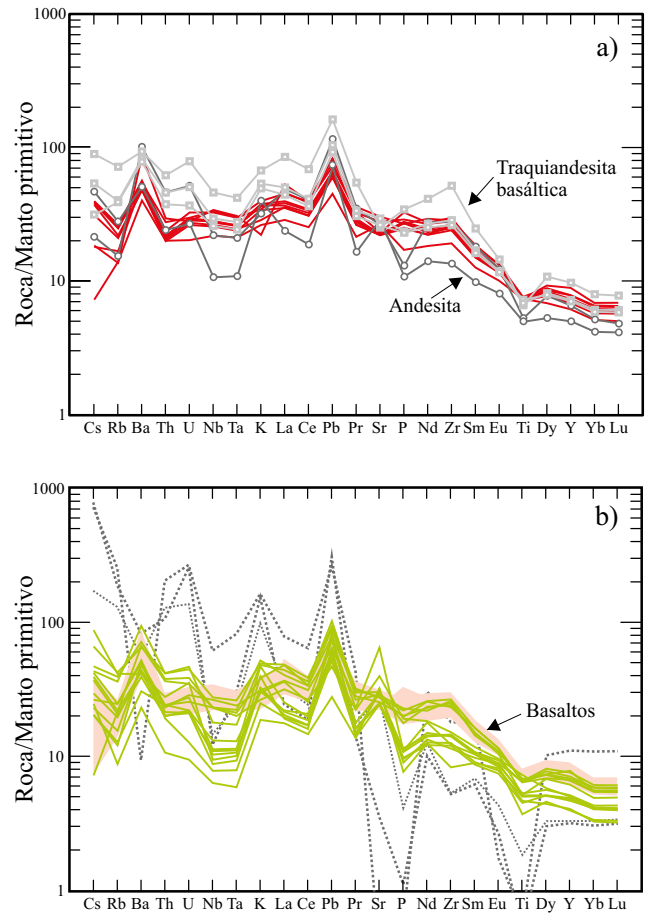 1000
a)
100
Traquiandesita
basáltica
10
Andesita
1
Roca/Manto primitivo
Cs Rb Ba Th U Nb Ta K La Ce Pb Pr Sr P Nd Zr Sm Eu Ti Dy Y Yb Lu
1000
b)
100
Basaltos
10
1
Roca/Manto primitivo
Cs Rb Ba Th U Nb Ta K La Ce Pb Pr Sr P Nd Zr Sm Eu Ti Dy Y Yb Lu